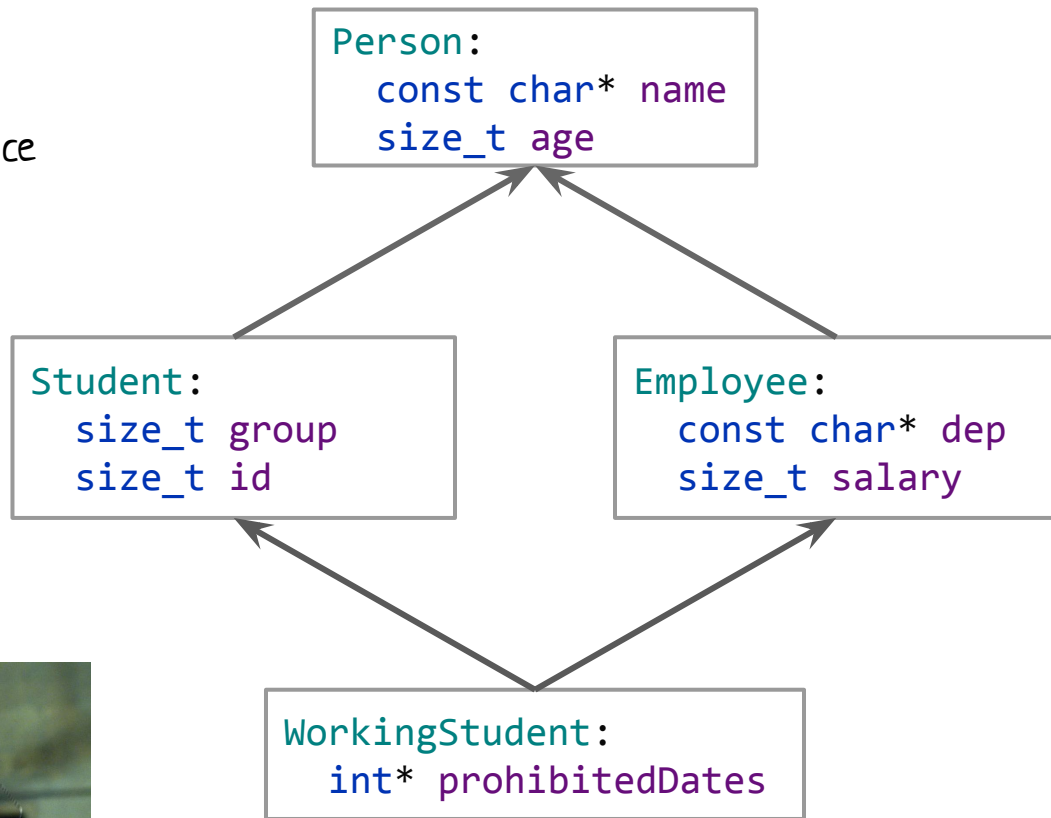 Person:
const char* name
size_t age
ce
Student:
size_t group
size_t id
Employee:
const char* dep
size_t salary
WorkingStudent:
int* prohibitedDates